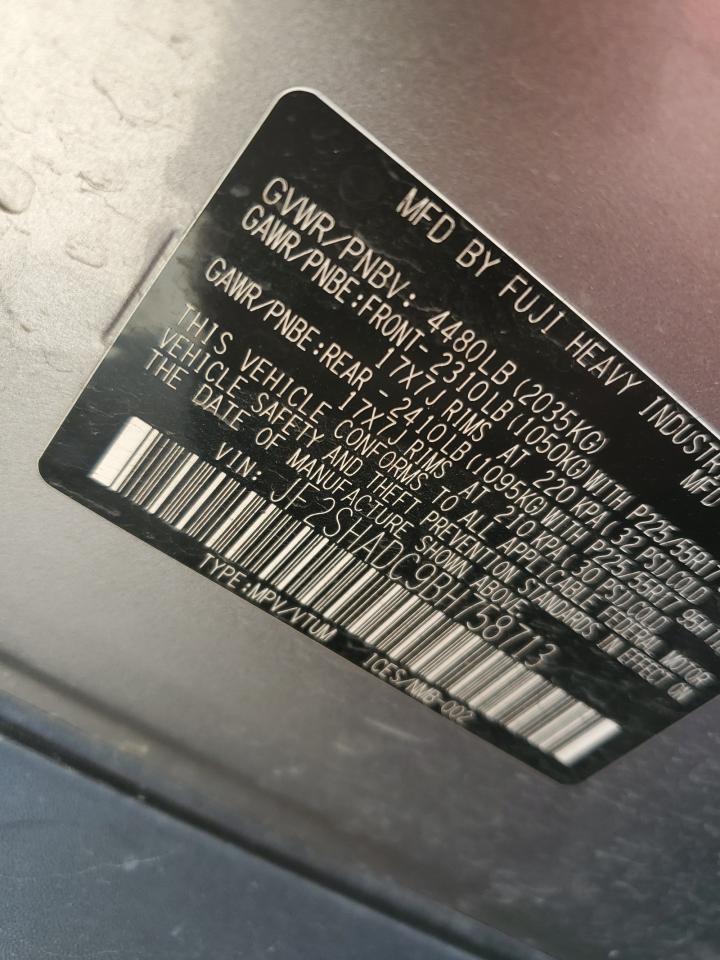 MFD BY FUJI HEAVY INDUSTR
MFD
GVWR/PNBV: 4480LB (2035KG)
GAWR/PNBE:FRONT- 2310LB(1050KG)WITH P225/55R17
17X7J RIMS AT 220 KPA( 32 PSI)COLD
GAWR/PNBE:REAR - 2410LB(1095KG)WITH P225/55R17 95H
17X7J RIMS AT 210 KPA( 30 PSI)COLD
THIS VEHICLE CONFORMS TO ALL APPLICABLE FEDERAL MOTOR
VEHICLE SAFETY AND THEFT PREVENTION STANDARDS IN EFFECT ON
THE DATE OF MANUFACTURE SHOWN ABOVE
VIN: JF2SHADC9BH758713
TYPE:MPV/VTUM ICES/NMB-002